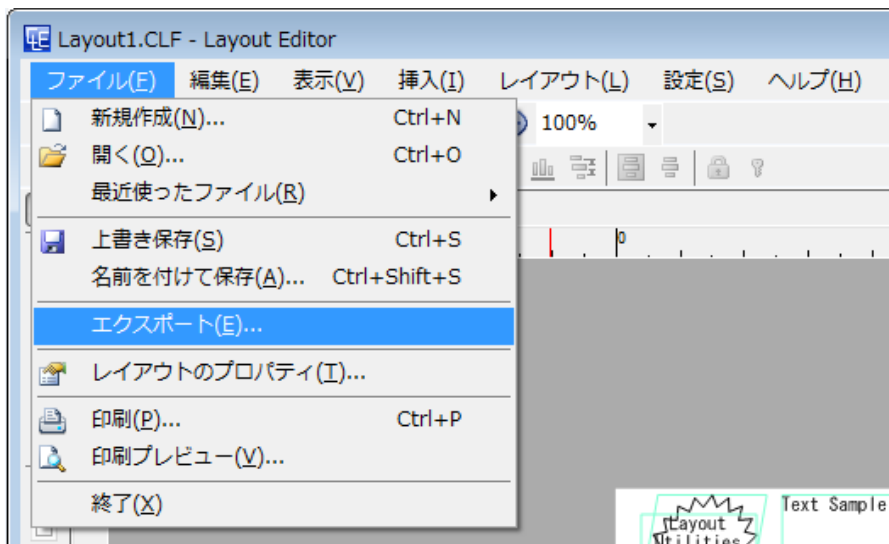 Layout1.CLF - Layout Editor
ファイル(F) 編集(E) 表示(V) 挿入(I) レイアウト(L) 設定(S) ヘルプ(H)
新規作成(N)... Ctrl+N
100%
開く(O)... Ctrl+O
最近使ったファイル(R)
上書き保存(S) Ctrl+S
0
名前を付けて保存(A)... Ctrl+Shift+S
エクスポート(E)...
レイアウトのプロパティ(T)...
印刷(P)... Ctrl+P
印刷プレビュー(V)...
終了(X)
Text Sample
Layout
Utilities